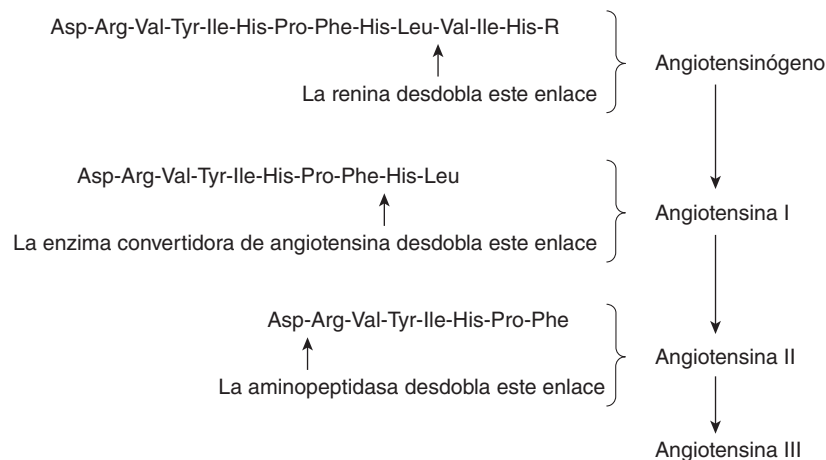 Asp-Arg-Val-Tyr-Ile-His-Pro-Phe-His-Leu-Val-Ile-His-R
Angiotensinógeno
La renina desdobla este enlace
Asp-Arg-Val-Tyr-Ile-His-Pro-Phe-His-Leu
Angiotensina I
La enzima convertidora de angiotensina desdobla este enlace
Asp-Arg-Val-Tyr-Ile-His-Pro-Phe
Angiotensina II
La aminopeptidasa desdobla este enlace
Angiotensina III